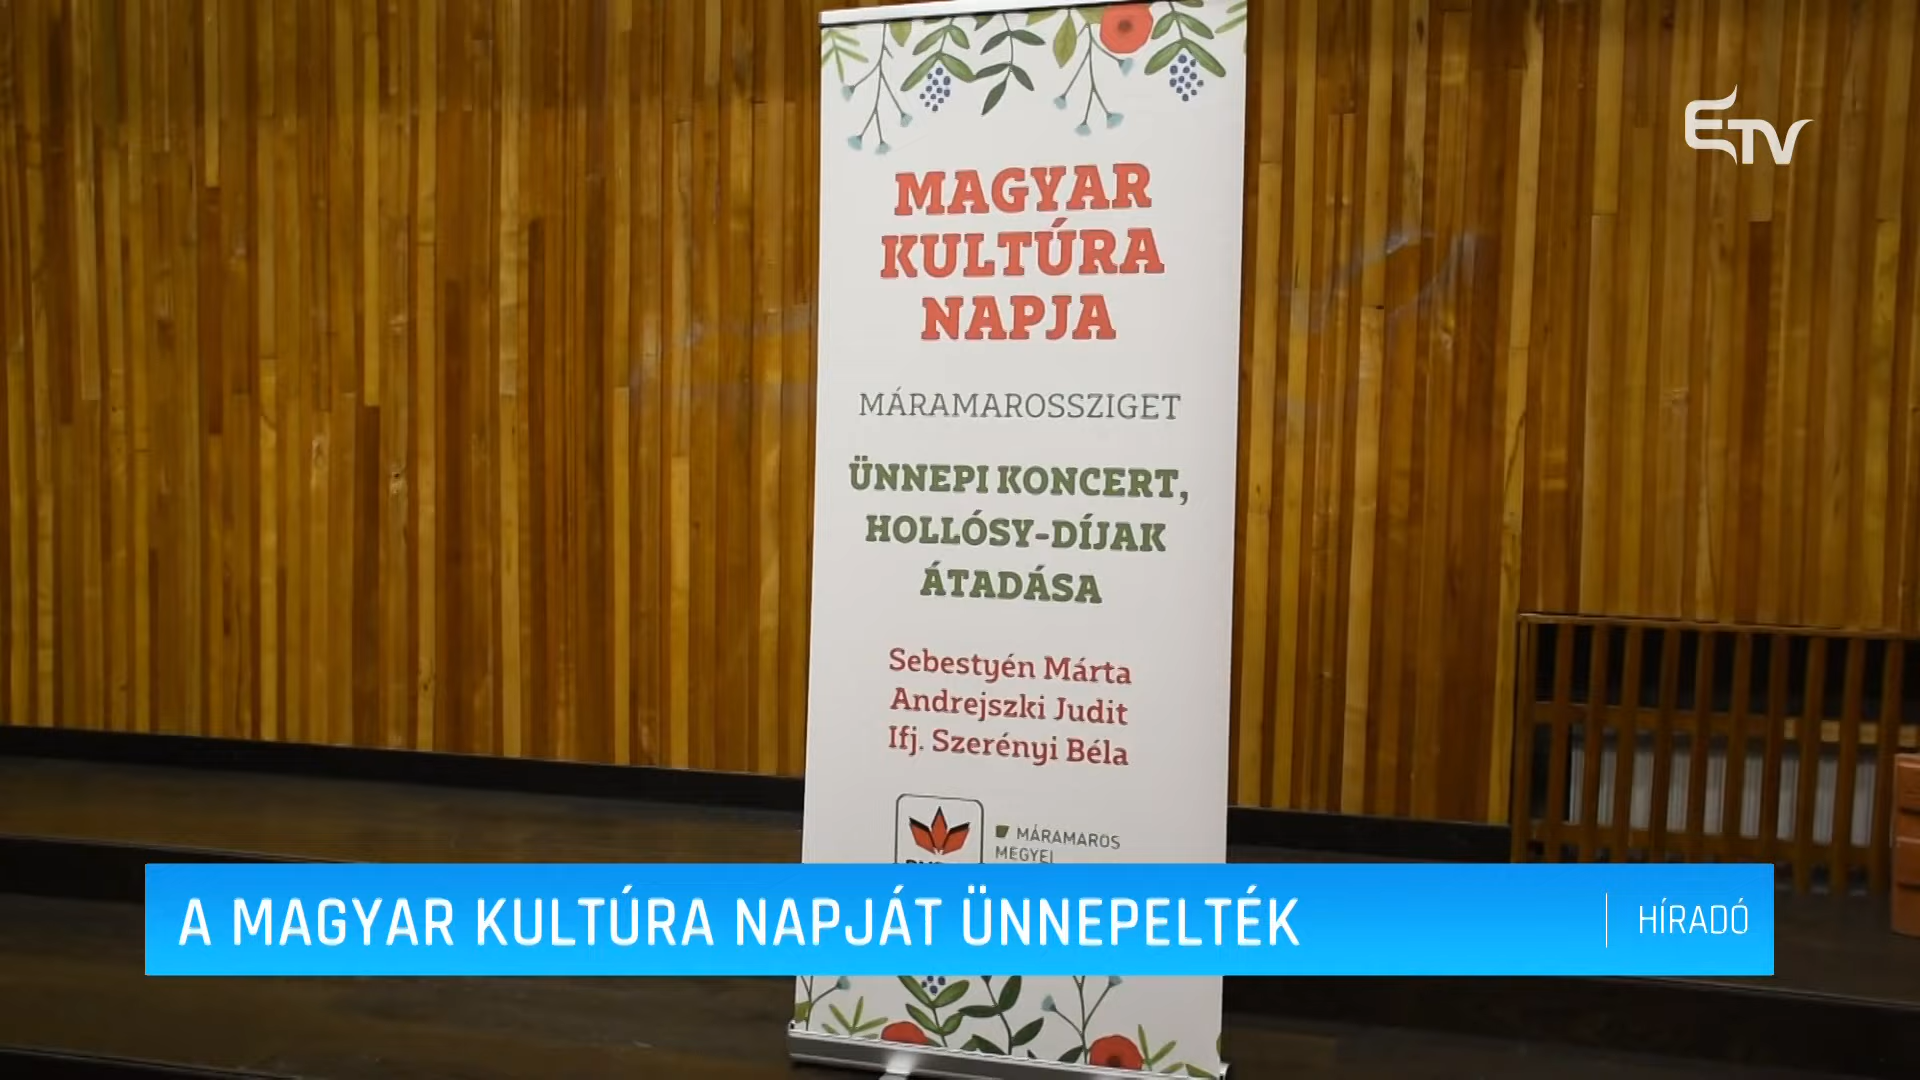 ETV
MAGYAR
KULTÚRA
NAPJA
MÁRAMAROSSZIGET
ÜNNEPI KONCERT,
HOLLÓSY-DÍJAK
ÁTADÁSA
Sebestyén Márta
Andrejszki Judit
Ifj. Szerényi Béla
MÁRAMAROS
MEGYEI
A MAGYAR KULTÚRA NAPJÁT ÜNNEPELTÉK
HÍRADÓ